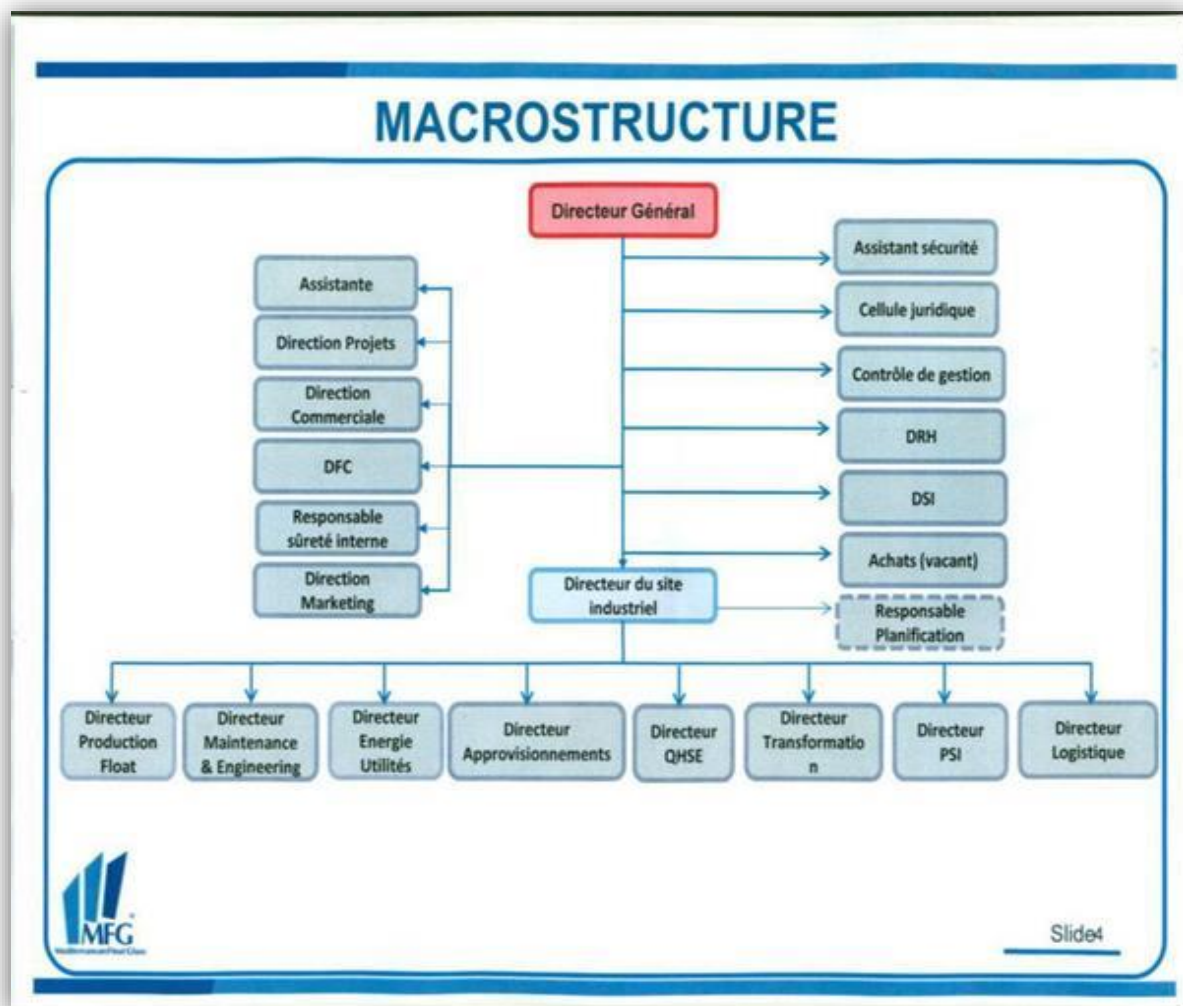 MACROSTRUCTURE
Directeur Général
Assistante
Direction Projets
Direction
Commerciale
DFC
Responsable
sûreté interne
Direction
Marketing
Assistant sécurité
Cellule juridique
Contrôle de gestion
DRH
DSI
Achats (vacant)
Directeur du site
industriel
Responsable
Planification
Directeur
Production
Float
Directeur
Maintenance
& Engineering
Directeur
Energie
Utilités
Directeur
Approvisionnements
Directeur
QHSE
Directeur
Transformatio
n
Directeur
PSI
Directeur
Logistique
MFG
Slide4